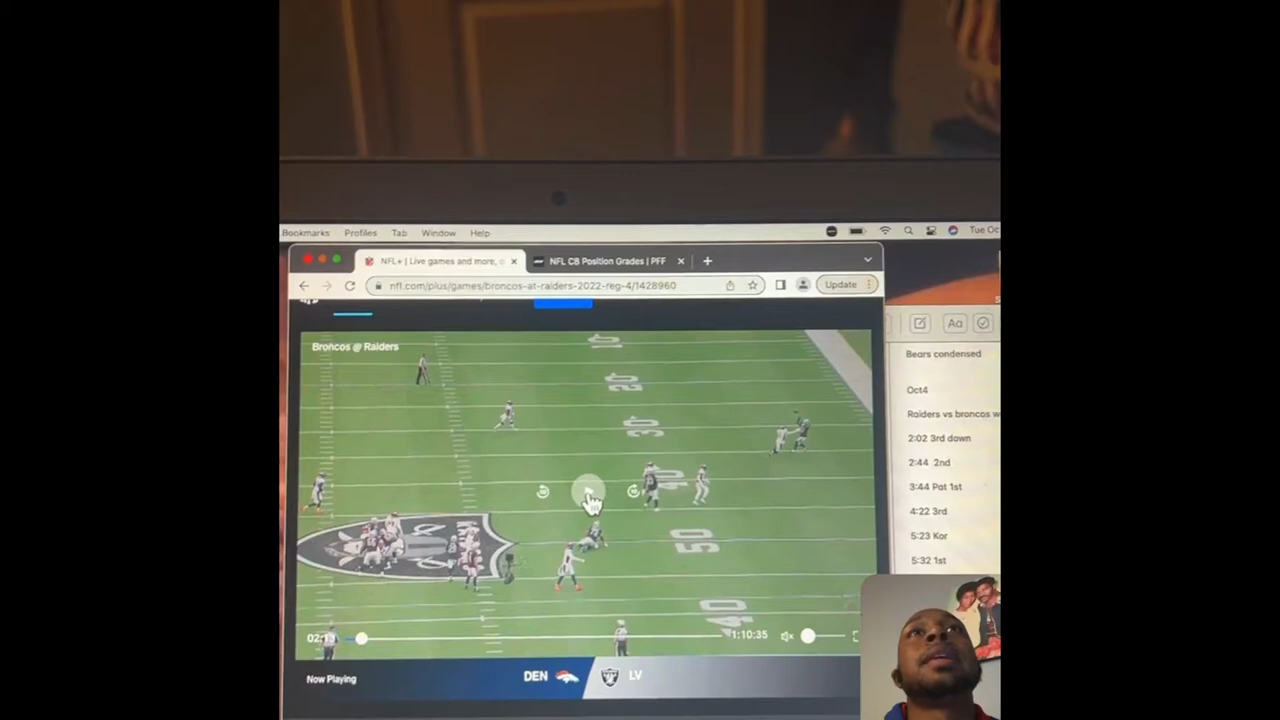 Bookmarks Profiles Tab Window Help Tue Oc
NFL+ | Live games and more, o
NFL CB Position Grades | PFF
nfl.com/plus/games/broncos-at-raiders-2022-reg-4/1428960
Update
Aa
Broncos @ Raiders
10
20
30
40
50
40
1:10:35
Now Playing
DEN
LV
Bears condensed
Oct4
Raiders vs broncos w
2:02 3rd down
2:44 2nd
3:44 Pat 1st
4:22 3rd
5:23 Kor
5:32 1st